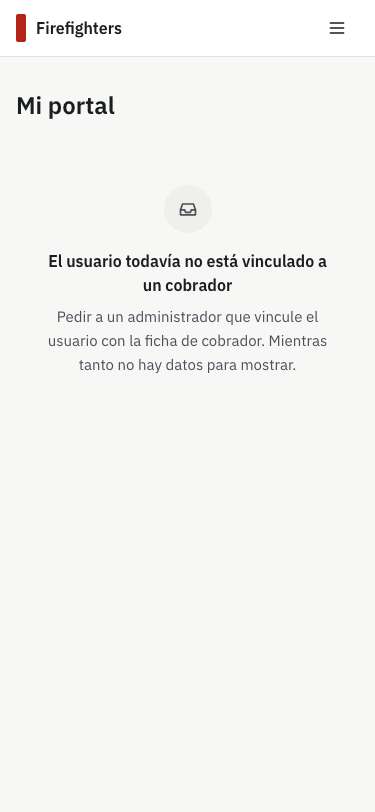 Firefighters
Mi portal
El usuario todavía no está vinculado a
un cobrador
Pedir a un administrador que vincule el
usuario con la ficha de cobrador. Mientras
tanto no hay datos para mostrar.